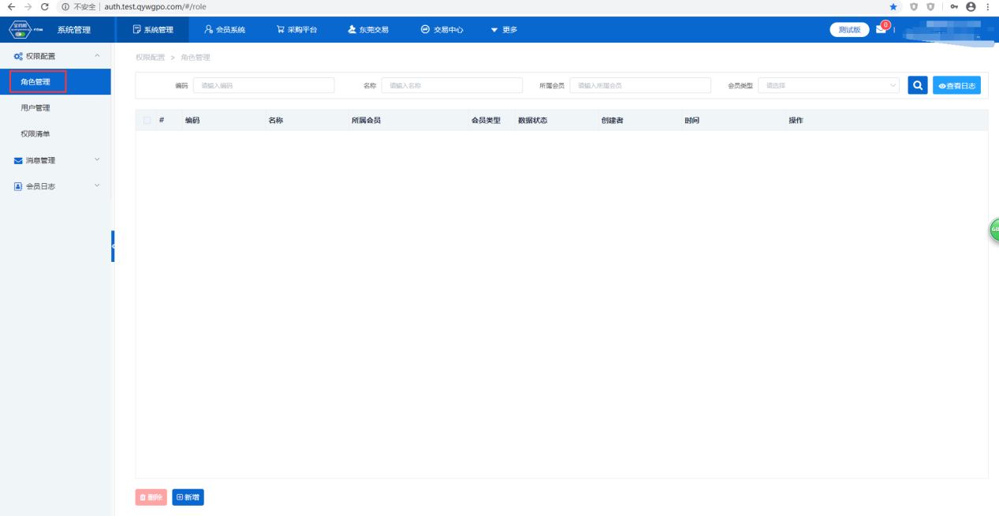 不安全 auth.test.qywgpo.com/#/role
系统管理 系统管理 会员系统 采购平台 东莞交易 交易中心 更多 测试版 0
权限配置
角色管理
用户管理
权限清单
消息管理
会员日志
权限配置 > 角色管理
编码 请输入编码 名称 请输入名称 所属会员 请输入所属会员 会员类型 请选择 查看日志
# 编码 名称 所属会员 会员类型 数据状态 创建者 时间 操作
68
删除 新增